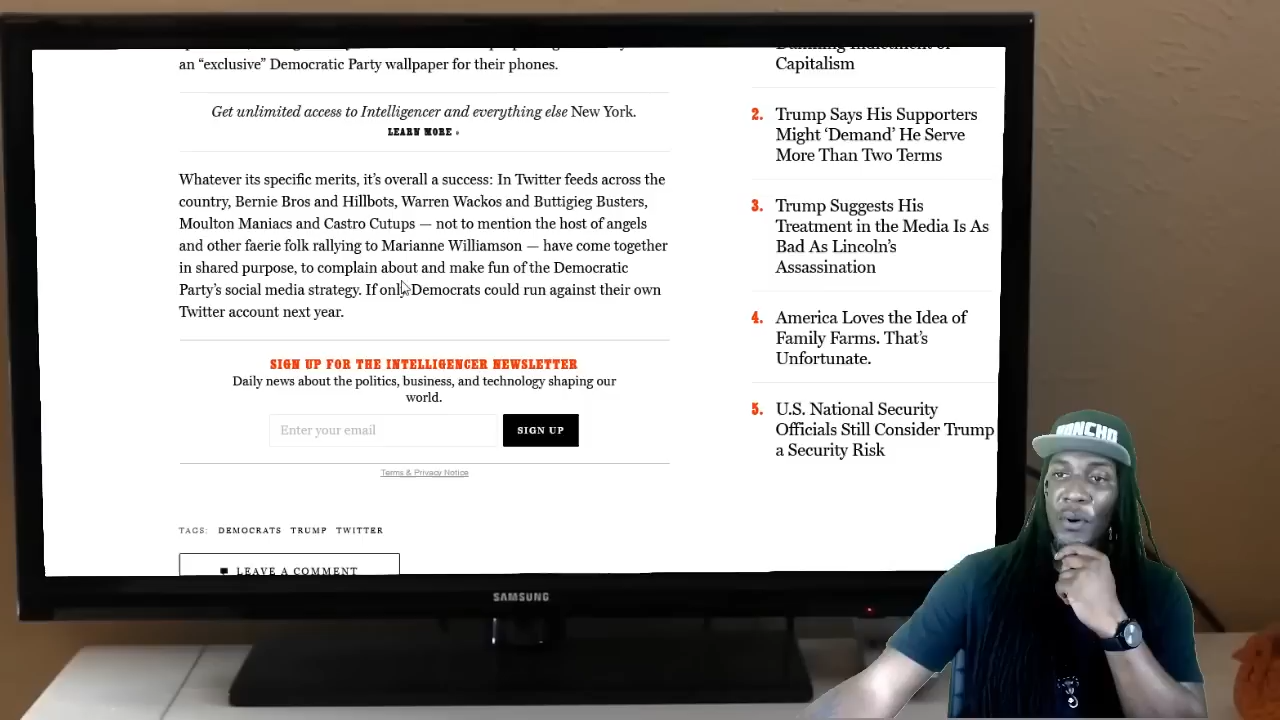 an “exclusive” Democratic Party wallpaper for their phones.
Get unlimited access to Intelligencer and everything else New York.
LEARN MORE ›
Whatever its specific merits, it’s overall a success: In Twitter feeds across the
country, Bernie Bros and Hillbots, Warren Wackos and Buttigieg Busters,
Moulton Maniacs and Castro Cutups — not to mention the host of angels
and other faerie folk rallying to Marianne Williamson — have come together
in shared purpose, to complain about and make fun of the Democratic
Party’s social media strategy. If only Democrats could run against their own
Twitter account next year.
SIGN UP FOR THE INTELLIGENCER NEWSLETTER
Daily news about the politics, business, and technology shaping our
world.
Enter your email
SIGN UP
Terms & Privacy Notice
TAGS: DEMOCRATS TRUMP TWITTER
LEAVE A COMMENT
Damning Indictment of
Capitalism
2. Trump Says His Supporters
Might ‘Demand’ He Serve
More Than Two Terms
3. Trump Suggests His
Treatment in the Media Is As
Bad As Lincoln’s
Assassination
4. America Loves the Idea of
Family Farms. That’s
Unfortunate.
5. U.S. National Security
Officials Still Consider Trump
a Security Risk
SAMSUNG
HONCHO